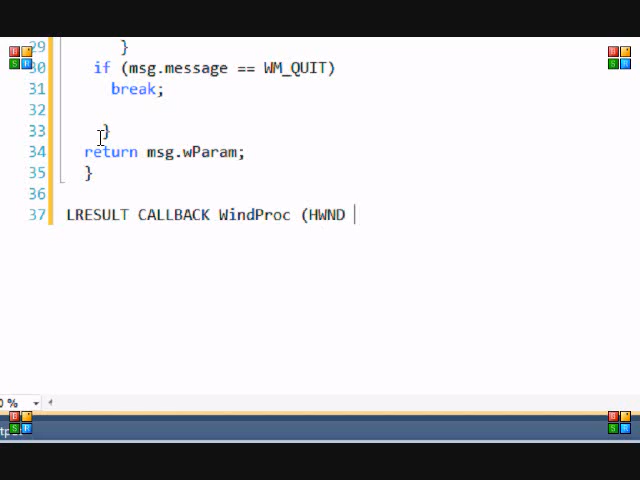 29 }
30 if (msg.message == WM_QUIT)
31 break;
32
33 }
34 return msg.wParam;
35 }
36
37 LRESULT CALLBACK WindProc (HWND
0 %